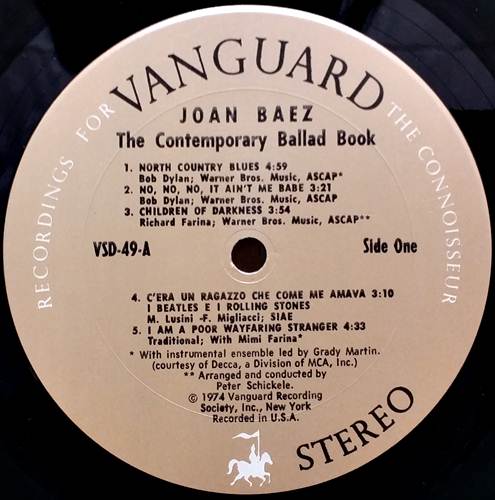 VANGUARD
RECORDINGS FOR THE CONNOISSEUR
JOAN BAEZ
The Contemporary Ballad Book
1. NORTH COUNTRY BLUES 4:59
Bob Dylan; Warner Bros. Music, ASCAP*
2. NO, NO, NO, IT AIN'T ME BABE 3:21
Bob Dylan; Warner Bros. Music, ASCAP
3. CHILDREN OF DARKNESS 3:54
Richard Farina; Warner Bros. Music, ASCAP**
VSD-49-A Side One
4. C'ERA UN RAGAZZO CHE COME ME AMAVA 3:10
I BEATLES E I ROLLING STONES
M. Lusini -F. Migliacci; SIAE
5. I AM A POOR WAYFARING STRANGER 4:33
Traditional; With Mimi Farina*
* With instrumental ensemble led by Grady Martin.
(courtesy of Decca, a Division of MCA, Inc.)
** Arranged and conducted by
Peter Schickele.
© 1974 Vanguard Recording
Society, Inc., New York
Recorded in U.S.A.
STEREO